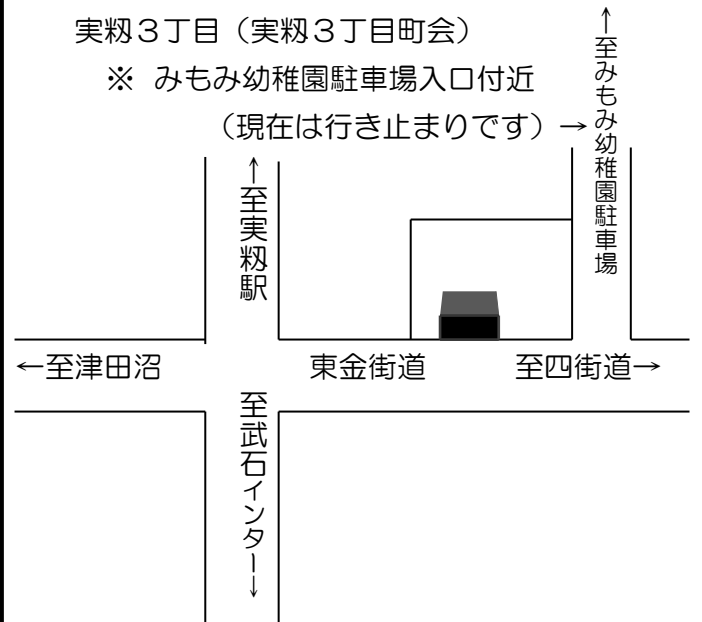 実籾３丁目（実籾３丁目町会）
※ みもみ幼稚園駐車場入口付近
（現在は行き止まりです）→
←至みもみ幼稚園駐車場
←至実籾駅
←至津田沼
東金街道
至四街道→
至武石インター→